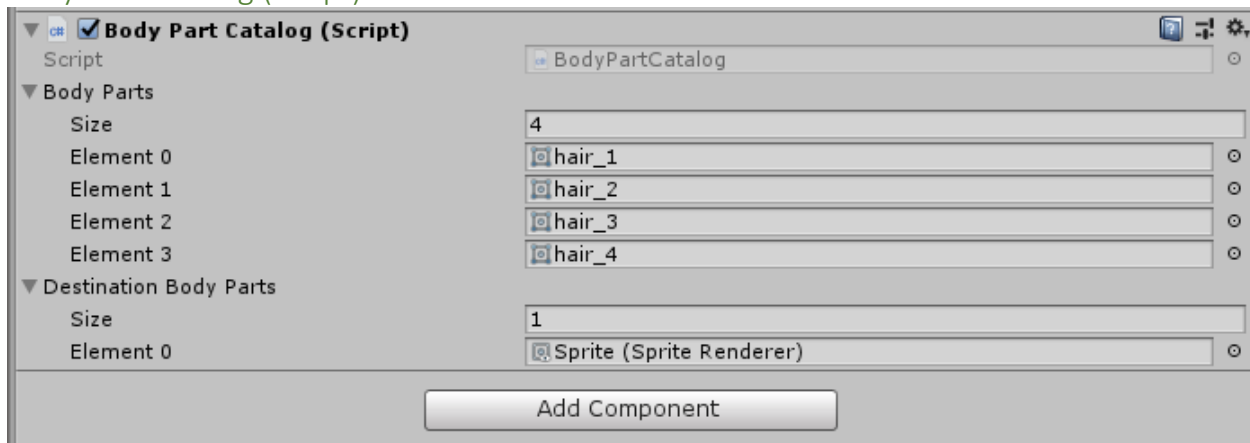 Body Part Catalog (Script)
Script BodyPartCatalog
Body Parts
Size 4
Element 0 hair_1
Element 1 hair_2
Element 2 hair_3
Element 3 hair_4
Destination Body Parts
Size 1
Element 0 Sprite (Sprite Renderer)
Add Component